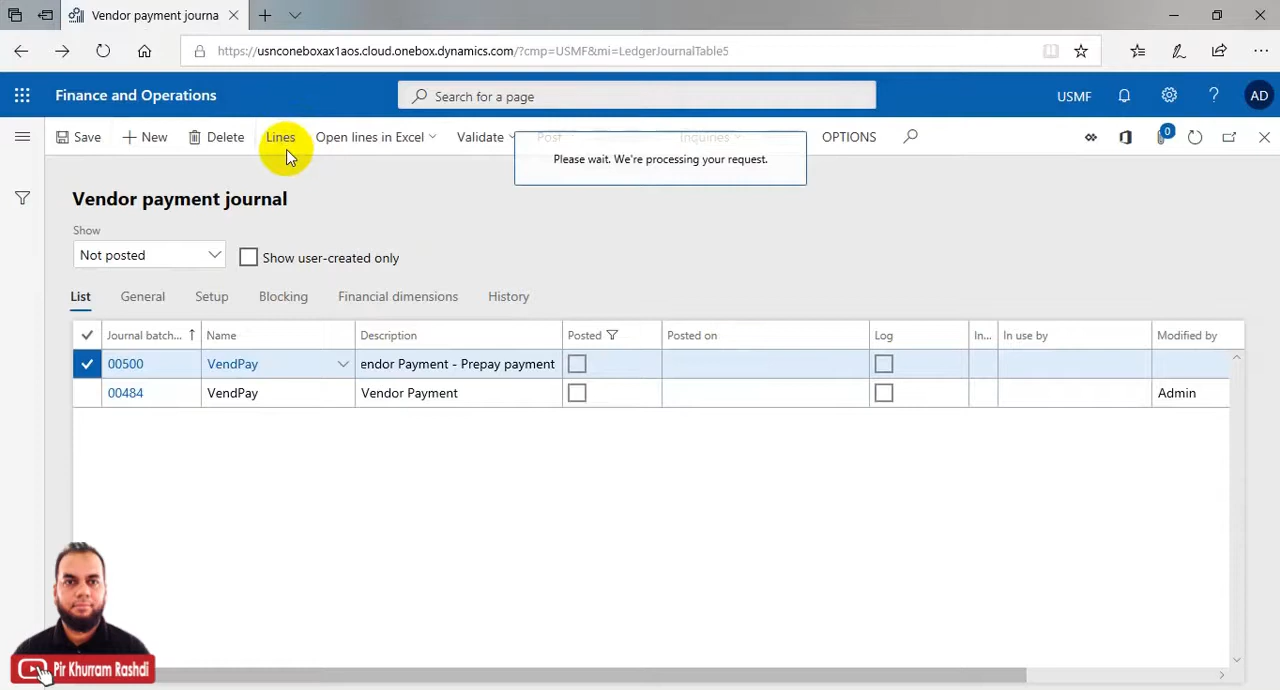 Vendor payment journa
https://usnconeboxax1aos.cloud.onebox.dynamics.com/?cmp=USMF&mi=LedgerJournalTable5
Finance and Operations
Search for a page
USMF
AD
Save
New
Delete
Lines
Open lines in Excel
Validate
Post
Inquiries
OPTIONS
0
Please wait. We're processing your request.
Vendor payment journal
Show
Not posted
Show user-created only
List General Setup Blocking Financial dimensions History
Journal batch... Name Description Posted Posted on Log In... In use by Modified by
00500 VendPay endor Payment - Prepay payment
00484 VendPay Vendor Payment Admin
Pir Khurram Rashdi